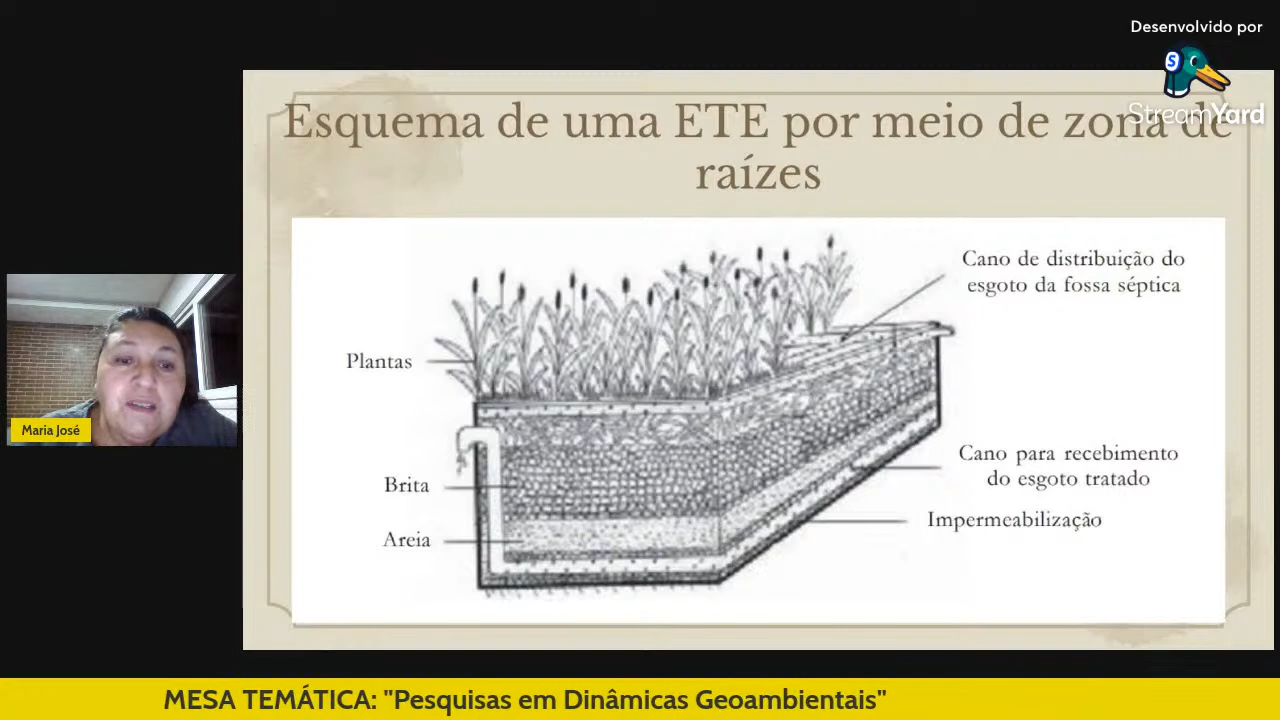 Desenvolvido por
StreamYard
Esquema de uma ETE por meio de zona de
raízes
Cano de distribuição do
esgoto da fossa séptica
Plantas
Brita
Areia
Cano para recebimento
do esgoto tratado
Impermeabilização
Maria José
MESA TEMÁTICA: "Pesquisas em Dinâmicas Geoambientais"